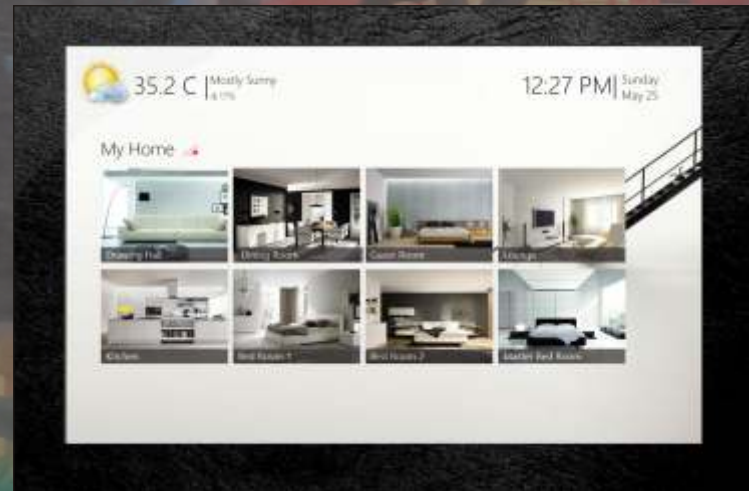 35.2 C | Mostly Sunny
12:27 PM | Sunday
May 25
My Home
Drawing Hall
Dining Room
Guest Room
Lounge
Kitchen
Bed Room 1
Bed Room 2
Master Bed Room